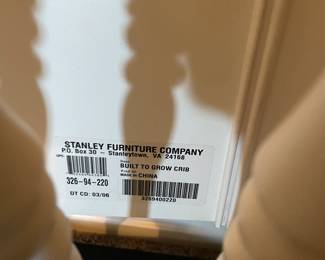 STANLEY FURNITURE COMPANY
P.O. Box 30 - Stanleytown, VA 24168
BUILT TO GROW CRIB
326-94-220
MADE IN CHINA
DT CD: 03/06
3269400220